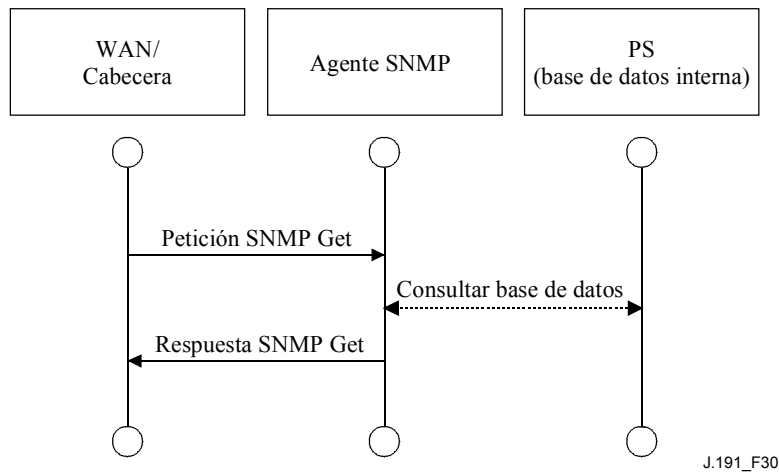 WAN/
Cabecera
Agente SNMP
PS
(base de datos interna)
Petición SNMP Get
Consultar base de datos
Respuesta SNMP Get
J.191_F30